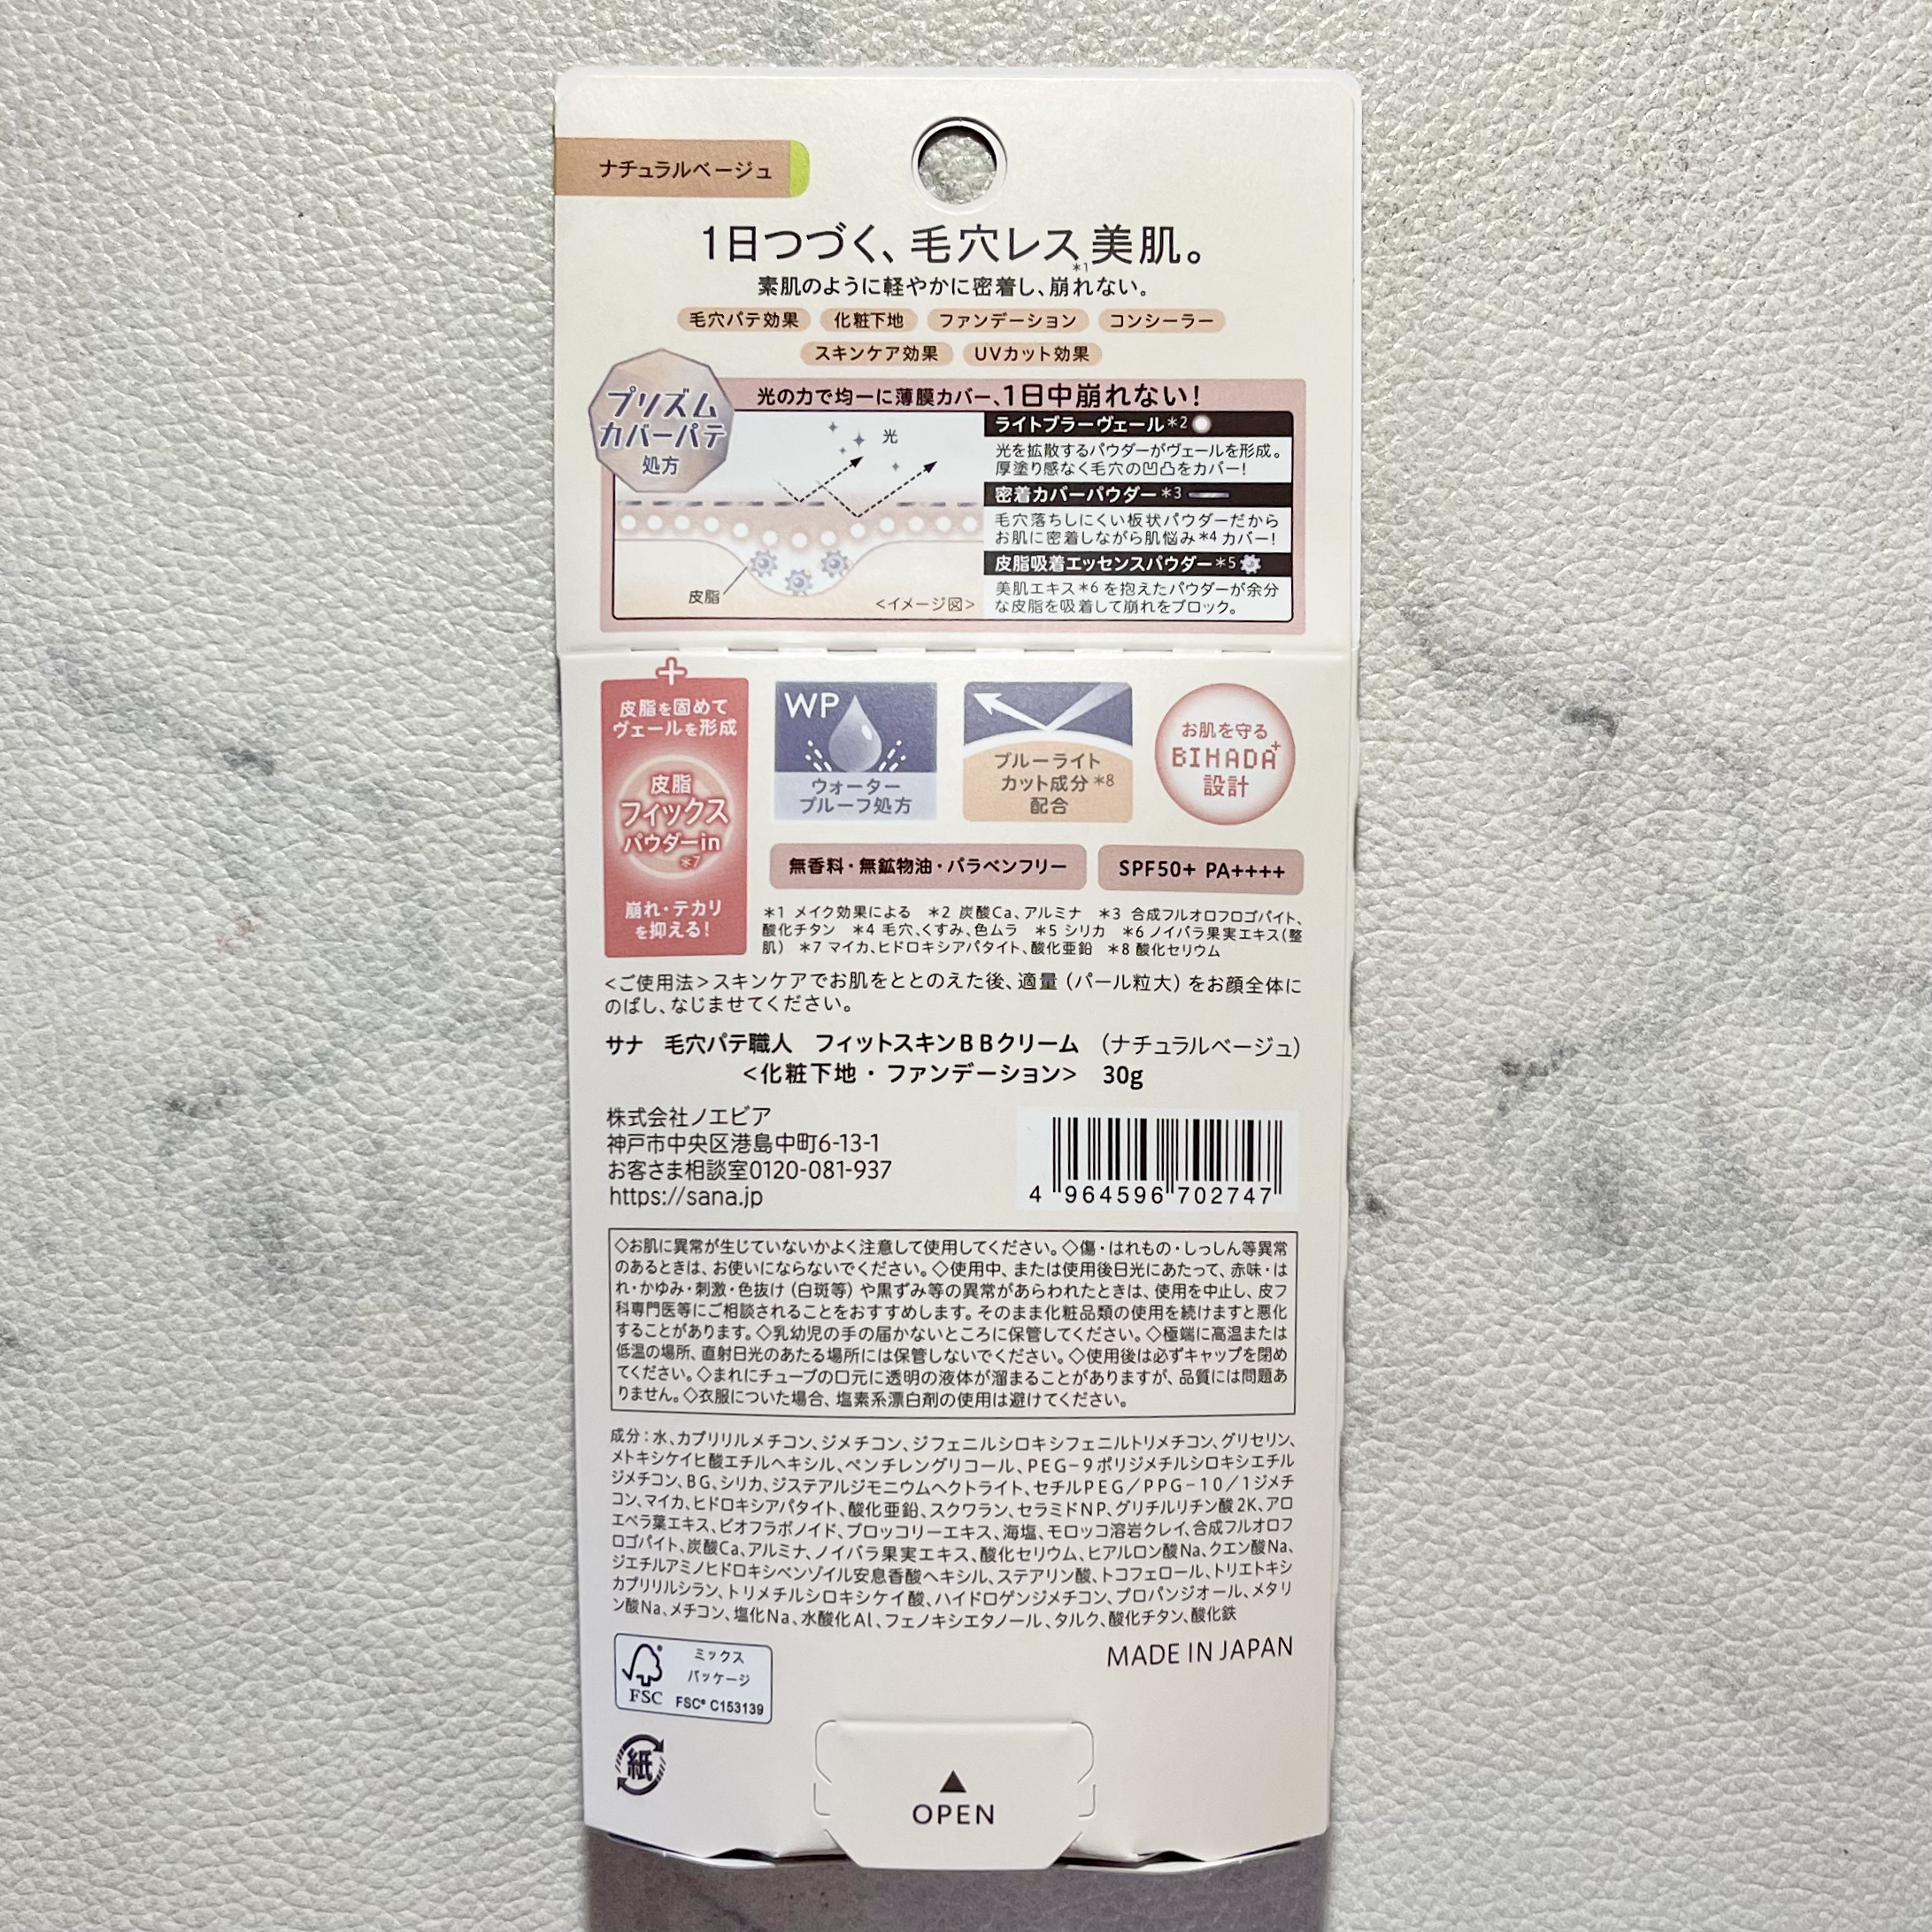 ナチュラルベージュ
1日つづく、毛穴レス美肌。
*1
素肌のように軽やかに密着し、崩れない。
毛穴パテ効果 化粧下地 ファンデーション コンシーラー
スキンケア効果 UVカット効果
プリズム
カバーパテ
処方
光の力で均一に薄膜カバー、1日中崩れない!
光
皮脂
<イメージ図>
ライトブラーヴェール*2
光を拡散するパウダーがヴェールを形成。
厚塗り感なく毛穴の凹凸をカバー!
密着カバーパウダー*3
毛穴落ちしにくい板状パウダーだから
お肌に密着しながら肌悩み*4カバー!
皮脂吸着エッセンスパウダー*5
美肌エキス*6を抱えたパウダーが余分
な皮脂を吸着して崩れをブロック。
+
皮脂を固めて
ヴェールを形成
皮脂
フィックス
パウダーin
*7
崩れ・テカリ
を抑える!
WP
ウォーター
プルーフ処方
ブルーライト
カット成分*8
配合
お肌を守る
BIHADA+
設計
無香料・無鉱物油・パラベンフリー
SPF50+ PA++++
*1 メイク効果による *2 炭酸Ca、アルミナ *3 合成フルオロフロゴパイト、
酸化チタン *4 毛穴、くすみ、色ムラ *5 シリカ *6 ノイバラ果実エキス(整
肌) *7 マイカ、ヒドロキシアパタイト、酸化亜鉛 *8 酸化セリウム
<ご使用法>スキンケアでお肌をととのえた後、適量(パール粒大)をお顔全体に
のばし、なじませてください。
サナ 毛穴パテ職人 フィットスキンBBクリーム (ナチュラルベージュ)
<化粧下地・ファンデーション> 30g
株式会社ノエビア
神戸市中央区港島中町6-13-1
お客さま相談室0120-081-937
https://sana.jp
4 964596 702747
◇お肌に異常が生じていないかよく注意して使用してください。◇傷・はれもの・しっしん等異常
のあるときは、お使いにならないでください。◇使用中、または使用後日光にあたって、赤味・は
れ・かゆみ・刺激・色抜け(白斑等)や黒ずみ等の異常があらわれたときは、使用を中止し、皮フ
科専門医等にご相談されることをおすすめします。そのまま化粧品類の使用を続けますと悪化
することがあります。◇乳幼児の手の届かないところに保管してください。◇極端に高温または
低温の場所、直射日光のあたる場所には保管しないでください。◇使用後は必ずキャップを閉め
てください。◇まれにチューブの口元に透明の液体が溜まることがありますが、品質には問題あ
りません。◇衣服についた場合、塩素系漂白剤の使用は避けてください。
成分:水、カプリリルメチコン、ジメチコン、ジフェニルシロキシフェニルトリメチコン、グリセリン、
メトキシケイヒ酸エチルヘキシル、ペンチレングリコール、PEG-9ポリジメチルシロキシエチル
ジメチコン、BG、シリカ、ジステアルジモニウムヘクトライト、セチルPEG/PPG-10/1ジメチ
コン、マイカ、ヒドロキシアパタイト、酸化亜鉛、スクワラン、セラミドNP、グリチルリチン酸2K、アロ
エベラ葉エキス、ビオフラボノイド、ブロッコリーエキス、海塩、モロッコ溶岩クレイ、合成フルオロフ
ロゴパイト、炭酸Ca、アルミナ、ノイバラ果実エキス、酸化セリウム、ヒアルロン酸Na、クエン酸Na、
ジエチルアミノヒドロキシベンゾイル安息香酸ヘキシル、ステアリン酸、トコフェロール、トリエトキシ
カプリリルシラン、トリメチルシロキシケイ酸、ハイドロゲンジメチコン、プロパンジオール、メタリ
ン酸Na、メチコン、塩化Na、水酸化Al、フェノキシエタノール、タルク、酸化チタン、酸化鉄
MADE IN JAPAN
FSC
ミックス
パッケージ
FSC® C153139
紙
▲
OPEN